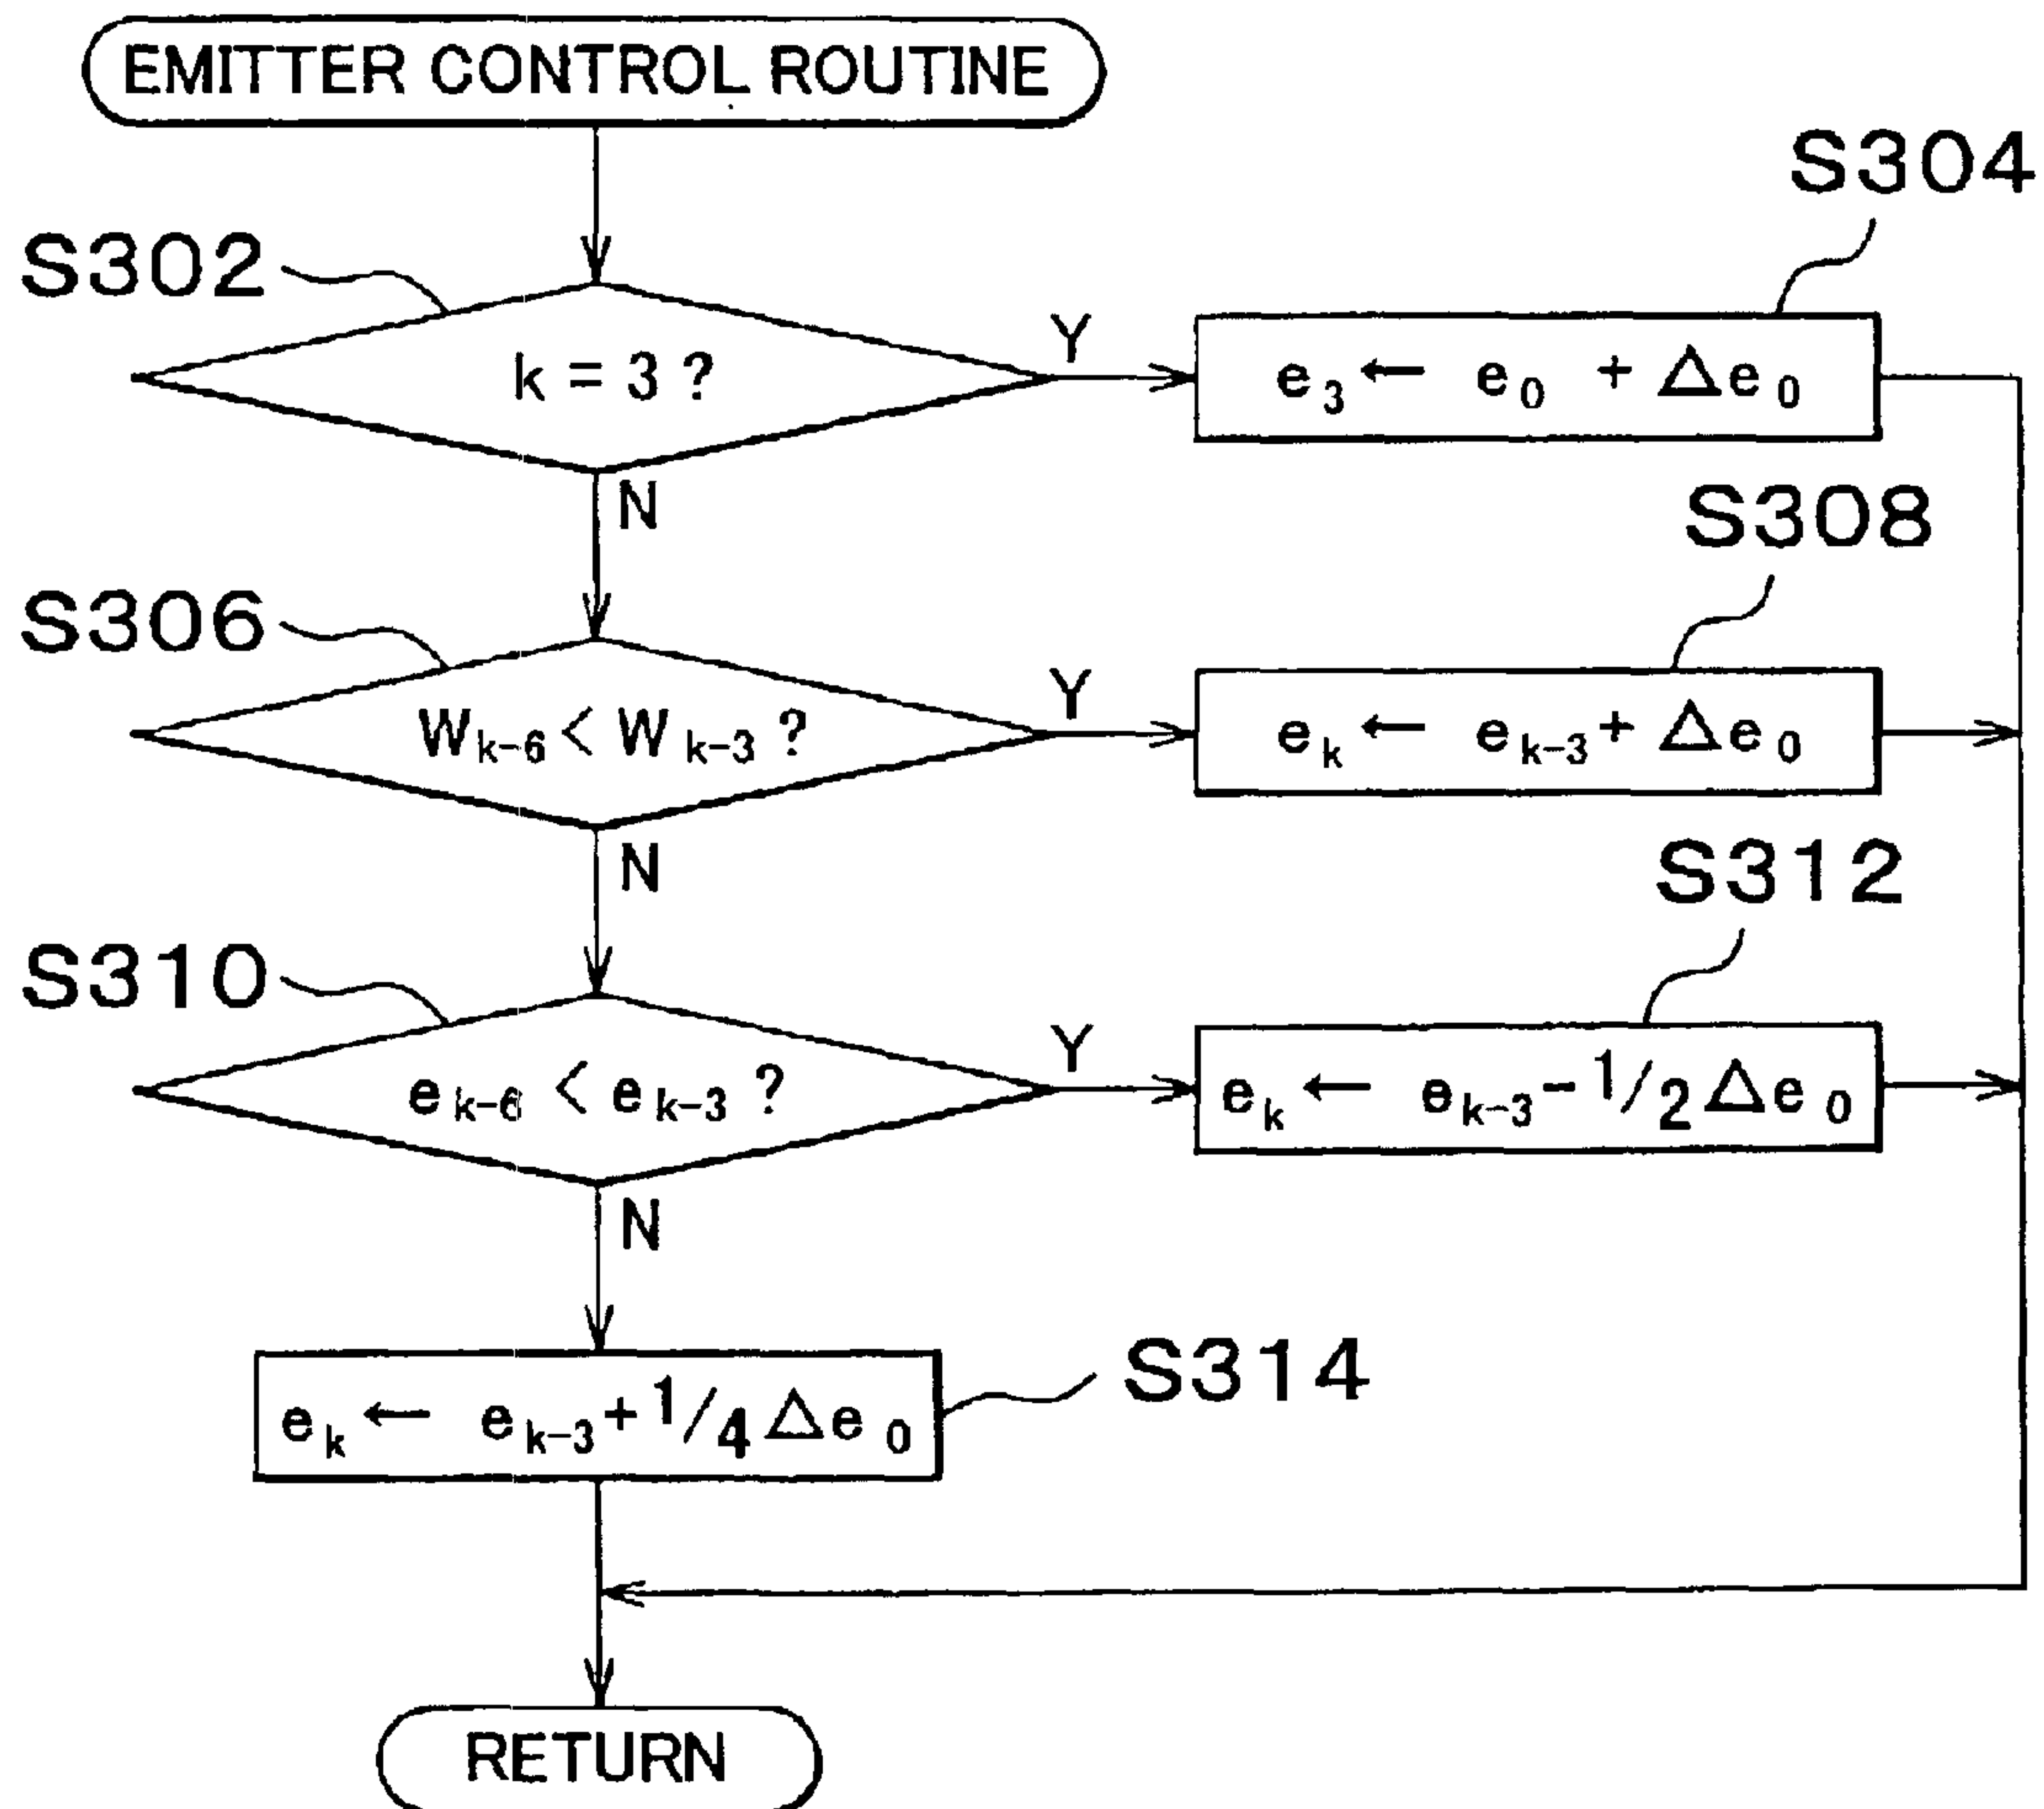 EMITTER CONTROL ROUTINE
S304
S302
k = 3 ?
Y
e₃ ← e₀ + Δe₀
N
S308
S306
Wₖ₋₆ < Wₖ₋₃ ?
Y
eₖ ← eₖ₋₃ + Δe₀
N
S312
S310
eₖ₋₆ < eₖ₋₃ ?
Y
eₖ ← eₖ₋₃ - 1/2 Δe₀
N
S314
eₖ ← eₖ₋₃ + 1/4 Δe₀
RETURN